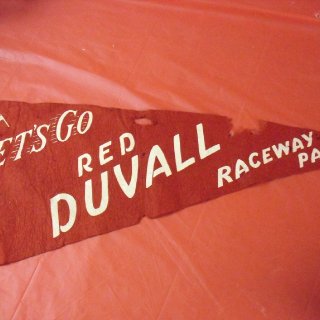 ET'S GO
RED
DUVALL
RACEWAY
PA